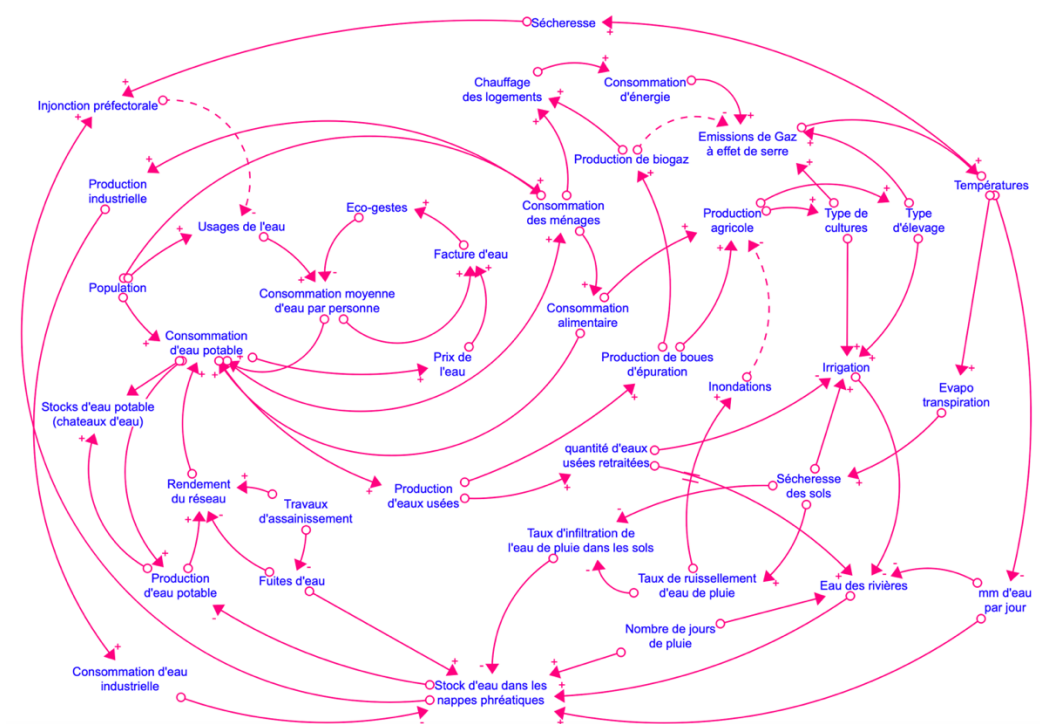 Sécheresse
Injonction préfectorale
Chauffage
des logements
Consommation
d'énergie
Emissions de Gaz
à effet de serre
Production de biogaz
Températures
Production
industrielle
Eco-gestes
Consommation
des ménages
Production
agricole
Type de
cultures
Type
d'élevage
Usages de l'eau
Facture d'eau
Population
Consommation moyenne
d'eau par personne
Consommation
alimentaire
Consommation
d'eau potable
Prix de
l'eau
Production de boues
d'épuration
Inondations
Irrigation
Evapo
transpiration
Stocks d'eau potable
(chateaux d'eau)
quantité d'eaux
usées retraitées
Rendement
du réseau
Travaux
d'assainissement
Production
d'eaux usées
Sécheresse
des sols
Taux d'infiltration de
l'eau de pluie dans les sols
Production
d'eau potable
Fuites d'eau
Taux de ruissellement
d'eau de pluie
Eau des rivières
mm d'eau
par jour
Nombre de jours
de pluie
Consommation d'eau
industrielle
Stock d'eau dans les
nappes phréatiques